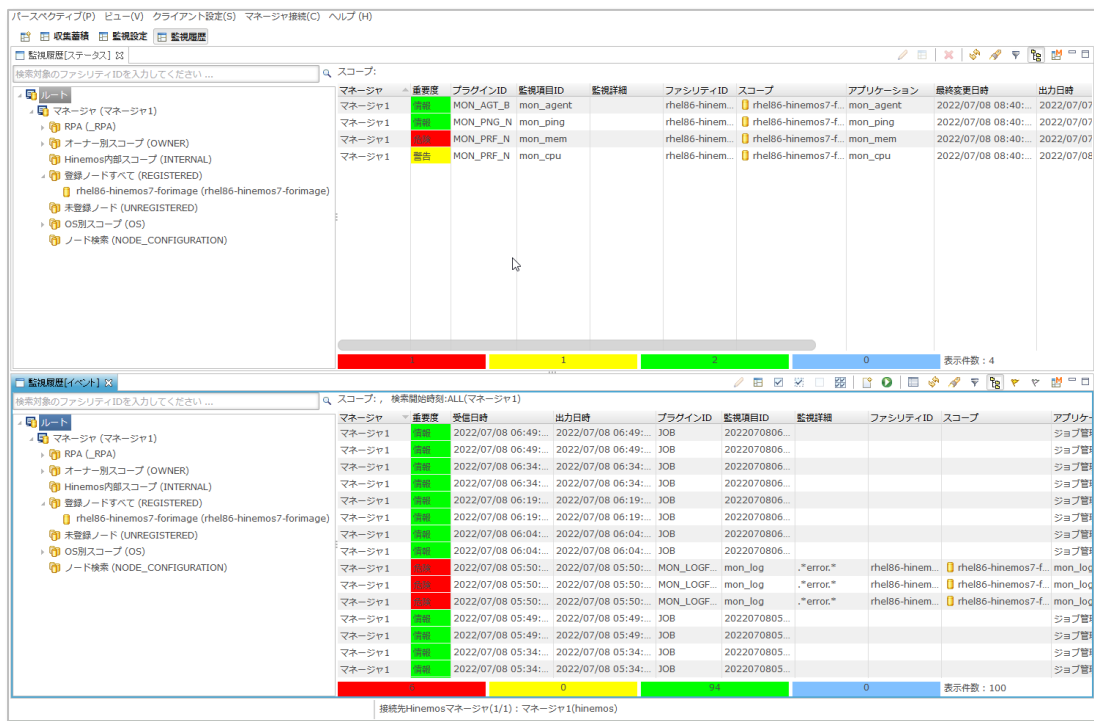 パースペクティブ(P) ビュー(V) クライアント設定(S) マネージャ接続(C) ヘルプ (H)
収集蓄積 監視設定 監視履歴
監視履歴[ステータス]
検索対象のファシリティIDを入力してください ...
スコープ:
ルート
マネージャ (マネージャ1)
RPA (_RPA)
オーナー別スコープ (OWNER)
Hinemos内部スコープ (INTERNAL)
登録ノードすべて (REGISTERED)
rhel86-hinemos7-forimage (rhel86-hinemos7-forimage)
未登録ノード (UNREGISTERED)
OS別スコープ (OS)
ノード検索 (NODE_CONFIGURATION)
マネージャ 重要度 プラグインID 監視項目ID 監視詳細 ファシリティID スコープ アプリケーション 最終変更日時 出力日時
マネージャ1 情報 MON_AGT_B mon_agent rhel86-hinem... rhel86-hinemos7-f... mon_agent 2022/07/08 08:40:... 2022/07/07
マネージャ1 情報 MON_PNG_N mon_ping rhel86-hinem... rhel86-hinemos7-f... mon_ping 2022/07/08 08:40:... 2022/07/07
マネージャ1 危険 MON_PRF_N mon_mem rhel86-hinem... rhel86-hinemos7-f... mon_mem 2022/07/08 08:40:... 2022/07/07
マネージャ1 警告 MON_PRF_N mon_cpu rhel86-hinem... rhel86-hinemos7-f... mon_cpu 2022/07/08 08:40:... 2022/07/08
1 1 2 0 表示件数 : 4
監視履歴[イベント]
検索対象のファシリティIDを入力してください ...
スコープ: , 検索開始時刻:ALL(マネージャ1)
ルート
マネージャ (マネージャ1)
RPA (_RPA)
オーナー別スコープ (OWNER)
Hinemos内部スコープ (INTERNAL)
登録ノードすべて (REGISTERED)
rhel86-hinemos7-forimage (rhel86-hinemos7-forimage)
未登録ノード (UNREGISTERED)
OS別スコープ (OS)
ノード検索 (NODE_CONFIGURATION)
マネージャ 重要度 受信日時 出力日時 プラグインID 監視項目ID 監視詳細 ファシリティID スコープ アプリケー
マネージャ1 情報 2022/07/08 06:49:... 2022/07/08 06:49:... JOB 2022070806... ジョブ管理
マネージャ1 情報 2022/07/08 06:49:... 2022/07/08 06:49:... JOB 2022070806... ジョブ管理
マネージャ1 情報 2022/07/08 06:34:... 2022/07/08 06:34:... JOB 2022070806... ジョブ管理
マネージャ1 情報 2022/07/08 06:34:... 2022/07/08 06:34:... JOB 2022070806... ジョブ管理
マネージャ1 情報 2022/07/08 06:19:... 2022/07/08 06:19:... JOB 2022070806... ジョブ管理
マネージャ1 情報 2022/07/08 06:19:... 2022/07/08 06:19:... JOB 2022070806... ジョブ管理
マネージャ1 情報 2022/07/08 06:04:... 2022/07/08 06:04:... JOB 2022070806... ジョブ管理
マネージャ1 情報 2022/07/08 06:04:... 2022/07/08 06:04:... JOB 2022070806... ジョブ管理
マネージャ1 危険 2022/07/08 05:50:... 2022/07/08 05:50:... MON_LOGF... mon_log .*error.* rhel86-hinem... rhel86-hinemos7-f... mon_log
マネージャ1 危険 2022/07/08 05:50:... 2022/07/08 05:50:... MON_LOGF... mon_log .*error.* rhel86-hinem... rhel86-hinemos7-f... mon_log
マネージャ1 危険 2022/07/08 05:50:... 2022/07/08 05:50:... MON_LOGF... mon_log .*error.* rhel86-hinem... rhel86-hinemos7-f... mon_log
マネージャ1 情報 2022/07/08 05:49:... 2022/07/08 05:49:... JOB 2022070805... ジョブ管理
マネージャ1 情報 2022/07/08 05:49:... 2022/07/08 05:49:... JOB 2022070805... ジョブ管理
マネージャ1 情報 2022/07/08 05:34:... 2022/07/08 05:34:... JOB 2022070805... ジョブ管理
マネージャ1 情報 2022/07/08 05:34:... 2022/07/08 05:34:... JOB 2022070805... ジョブ管理
6 0 94 0 表示件数 : 100
接続先Hinemosマネージャ(1/1) : マネージャ1(hinemos)